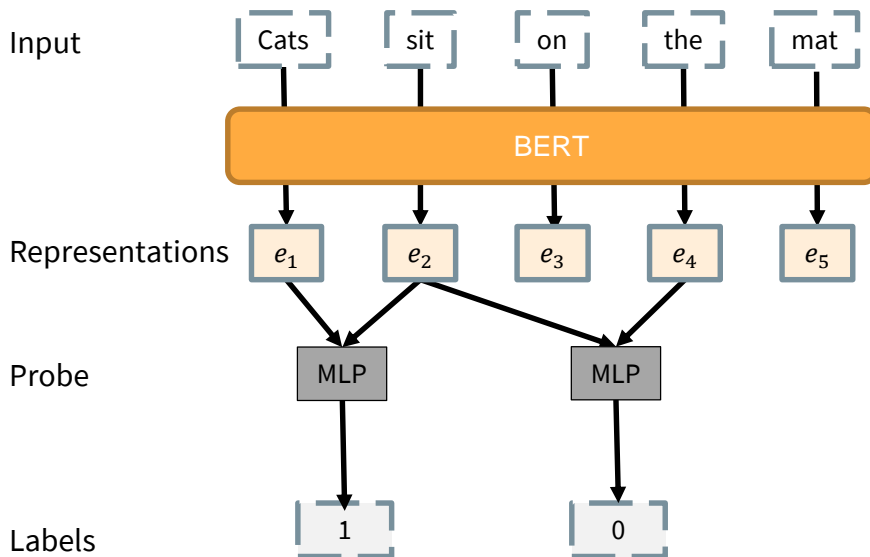 Input Cats sit on the mat
BERT
Representations e₁ e₂ e₃ e₄ e₅
Probe MLP MLP
Labels 1 0